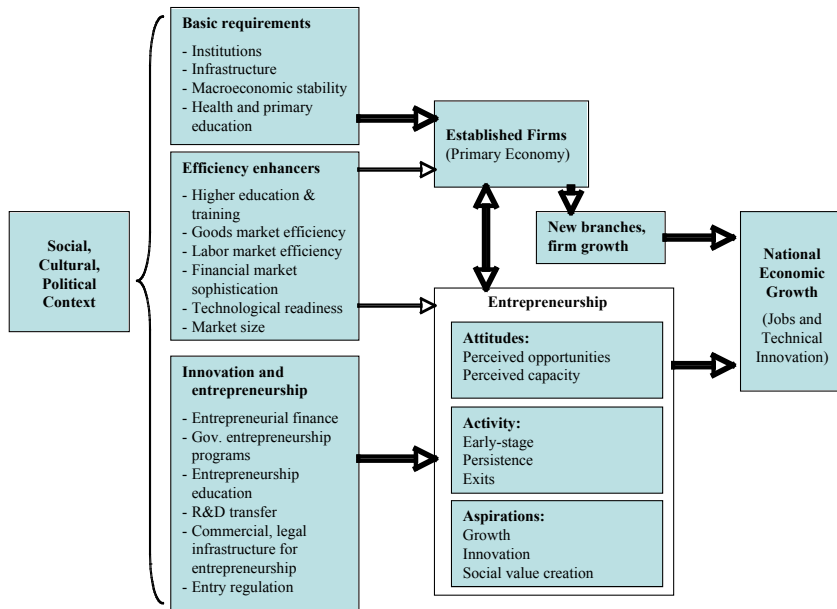 Social,
Cultural,
Political
Context
Basic requirements
- Institutions
- Infrastructure
- Macroeconomic stability
- Health and primary
education
Efficiency enhancers
- Higher education &
training
- Goods market efficiency
- Labor market efficiency
- Financial market
sophistication
- Technological readiness
- Market size
Innovation and
entrepreneurship
- Entrepreneurial finance
- Gov. entrepreneurship
programs
- Entrepreneurship
education
- R&D transfer
- Commercial, legal
infrastructure for
entrepreneurship
- Entry regulation
Established Firms
(Primary Economy)
New branches,
firm growth
Entrepreneurship
Attitudes:
Perceived opportunities
Perceived capacity
Activity:
Early-stage
Persistence
Exits
Aspirations:
Growth
Innovation
Social value creation
National
Economic
Growth
(Jobs and
Technical
Innovation)